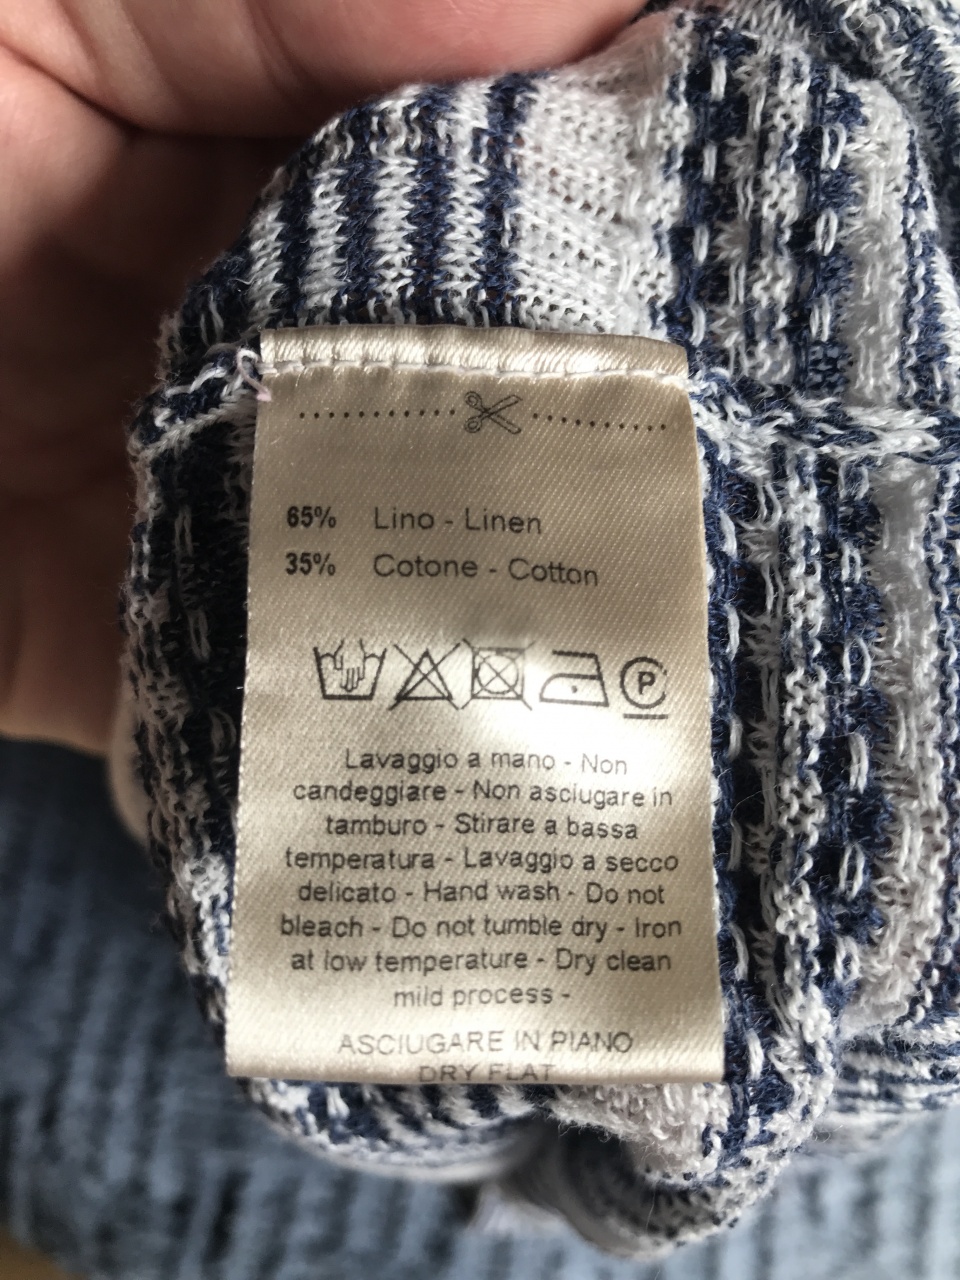 65% Lino - Linen
35% Cotone - Cotton
P
Lavaggio a mano - Non
candeggiare - Non asciugare in
tamburo - Stirare a bassa
temperatura - Lavaggio a secco
delicato - Hand wash - Do not
bleach - Do not tumble dry - Iron
at low temperature - Dry clean
mild process -
ASCIUGARE IN PIANO
DRY FLAT